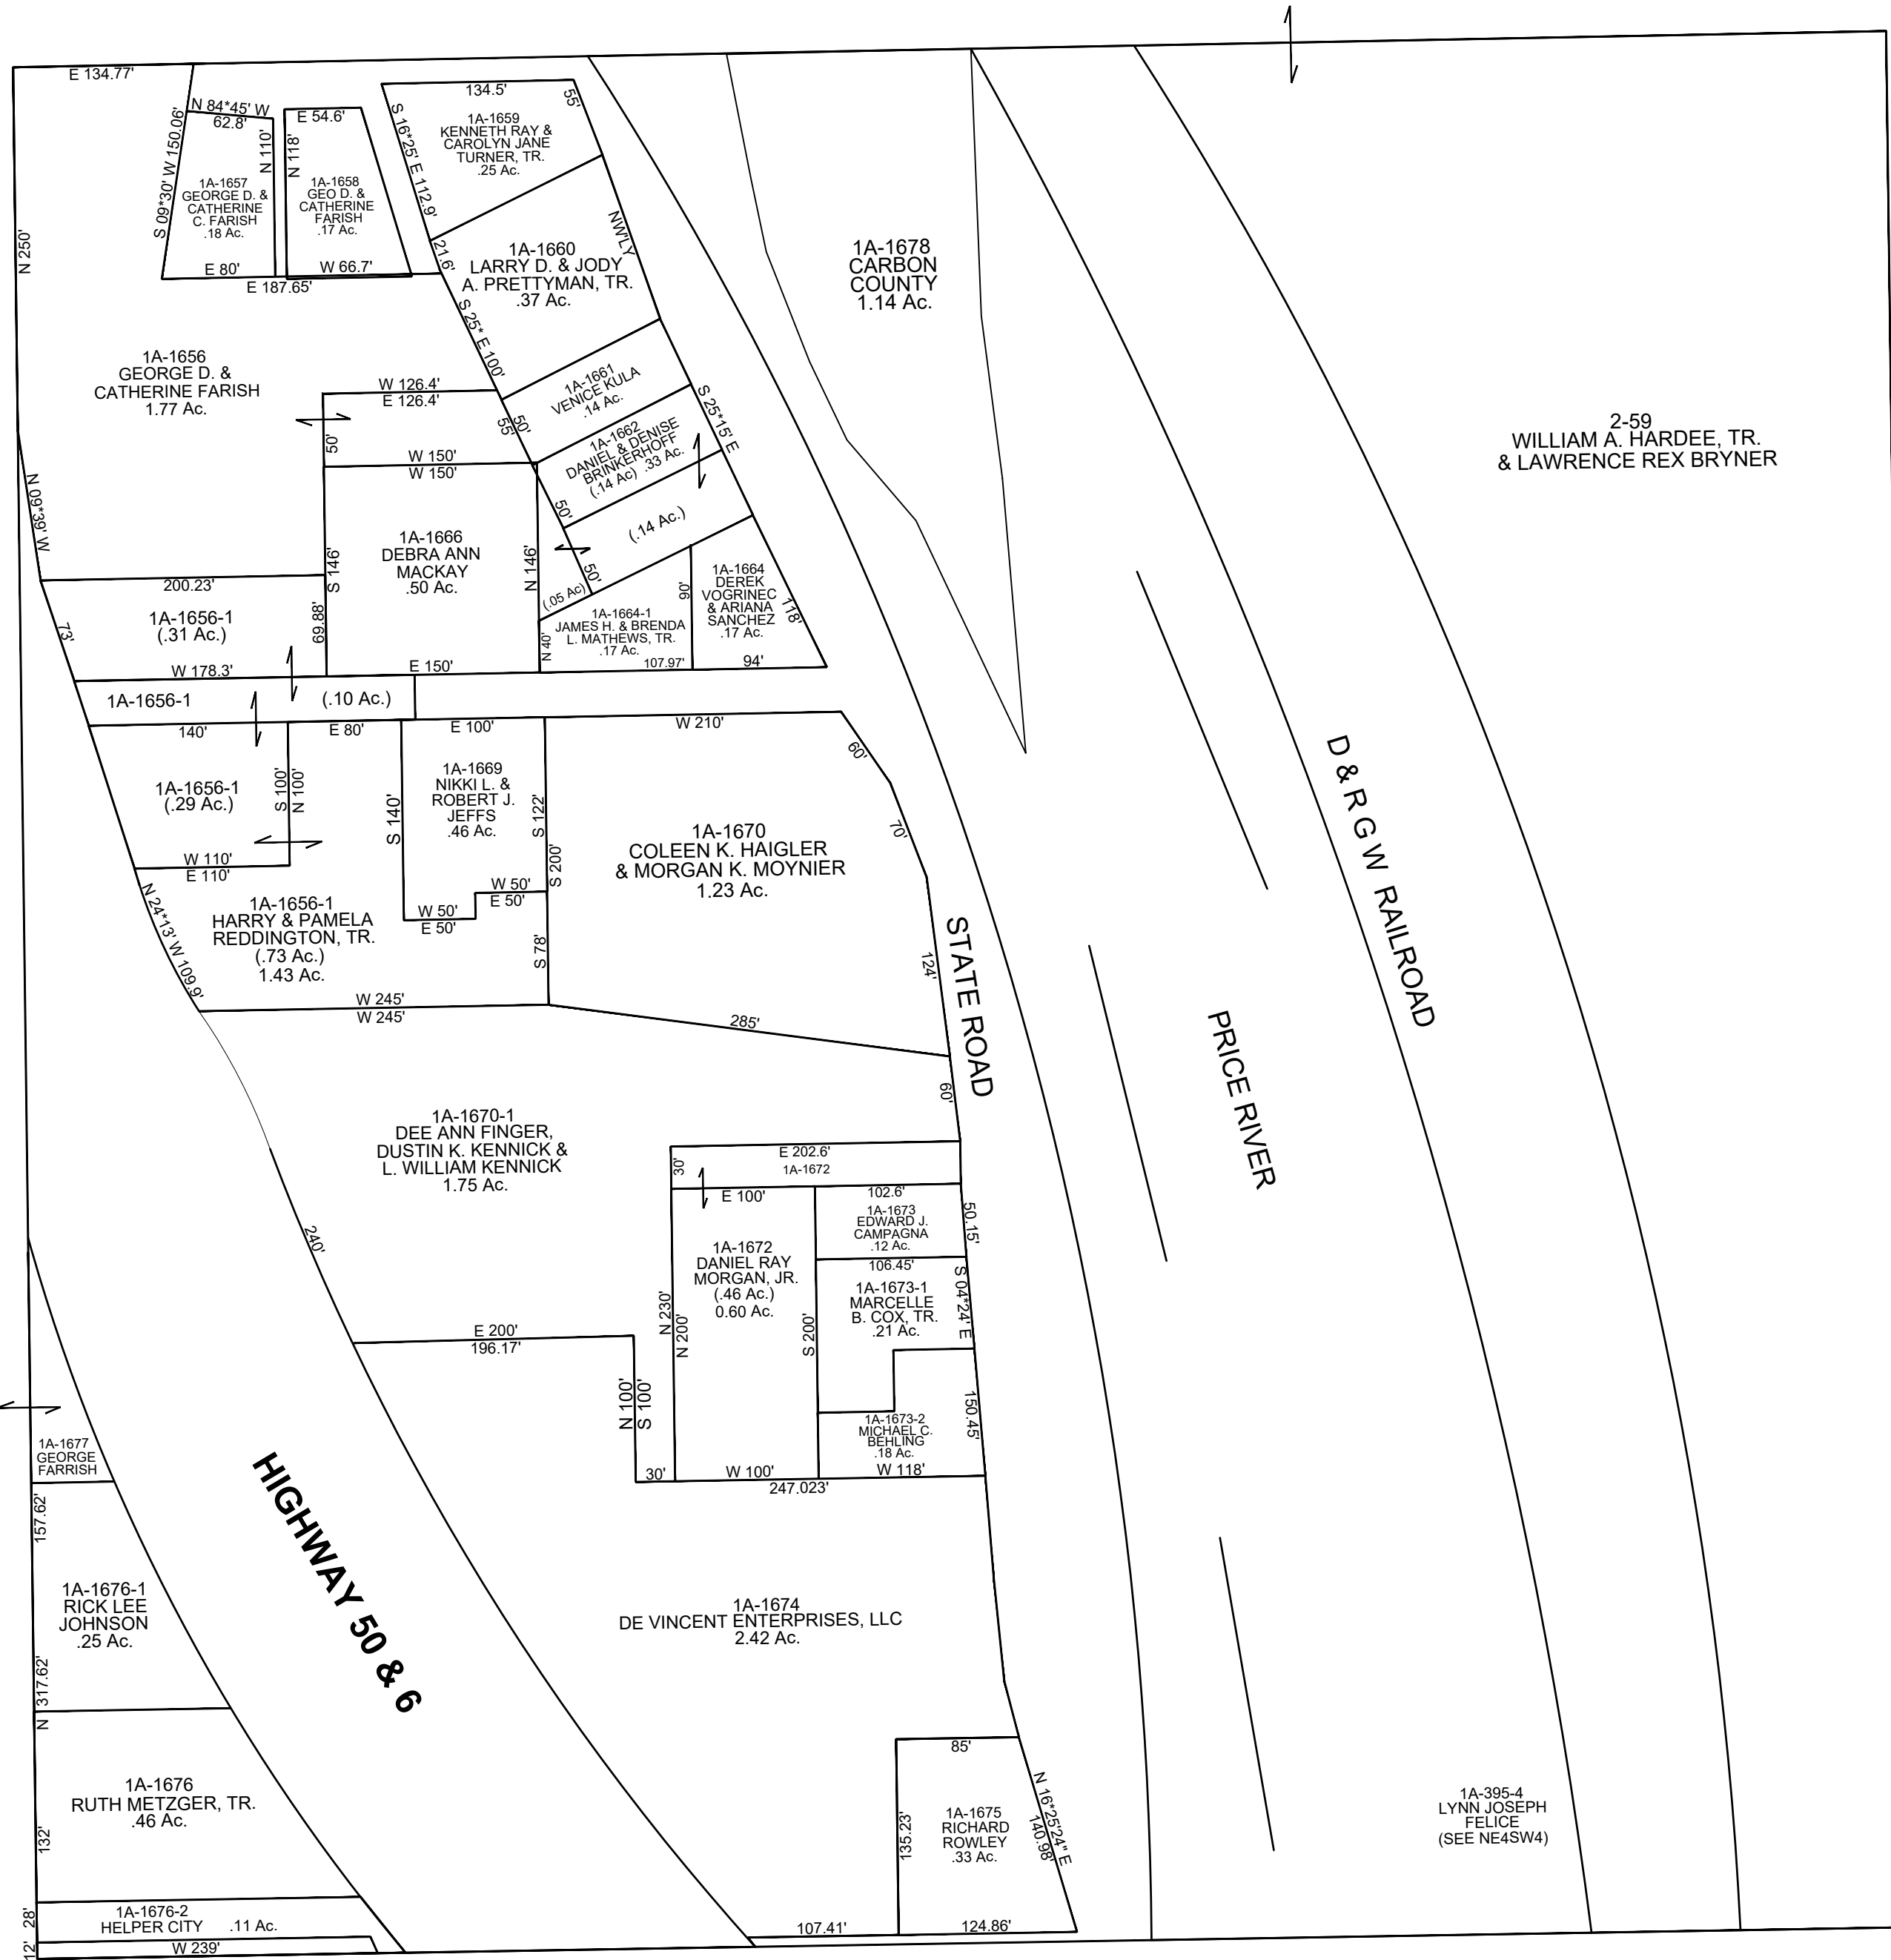 E 134.77'
N 84*45' W
62.8'
S 09*30' W 150.06'
N 110'
N 118'
E 54.6'
1A-1657
GEORGE D. &
CATHERINE
C. FARISH
.18 Ac.
1A-1658
GEO D. &
CATHERINE
FARISH
.17 Ac.
E 80'
W 66.7'
E 187.65'
N 250'
134.5'
55'
S 16*25' E 112.9'
1A-1659
KENNETH RAY &
CAROLYN JANE
TURNER, TR.
.25 Ac.
21.6'
NW'LY
1A-1660
LARRY D. & JODY
A. PRETTYMAN, TR.
.37 Ac.
S 25* E 100'
1A-1678
CARBON
COUNTY
1.14 Ac.
1A-1656
GEORGE D. &
CATHERINE FARISH
1.77 Ac.
W 126.4'
E 126.4'
50'
55'
50'
1A-1661
VENICE KULA
.14 Ac.
S 25*15' E
1A-1662
DANIEL & DENISE
BRINKERHOFF
(.14 Ac) .33 Ac.
50'
(.14 Ac.)
50'
(.05 Ac)
2-59
WILLIAM A. HARDEE, TR.
& LAWRENCE REX BRYNER
N 09*39' W
W 150'
W 150'
1A-1666
DEBRA ANN
MACKAY
.50 Ac.
S 146'
N 146'
200.23'
1A-1656-1
(.31 Ac.)
73'
69.88'
W 178.3'
E 150'
N 40'
1A-1664-1
JAMES H. & BRENDA
L. MATHEWS, TR.
.17 Ac.
107.97'
90'
1A-1664
DEREK
VOGRINEC
& ARIANA
SANCHEZ
.17 Ac.
118'
94'
1A-1656-1
(.10 Ac.)
140'
E 80'
E 100'
W 210'
60'
1A-1656-1
(.29 Ac.)
S 100'
N 100'
S 140'
1A-1669
NIKKI L. &
ROBERT J.
JEFFS
.46 Ac.
S 122'
S 200'
1A-1670
COLEEN K. HAIGLER
& MORGAN K. MOYNIER
1.23 Ac.
70'
W 110'
E 110'
W 50'
E 50'
W 50'
E 50'
N 24*13' W 109.9'
1A-1656-1
HARRY & PAMELA
REDDINGTON, TR.
(.73 Ac.)
1.43 Ac.
S 78'
124'
W 245'
W 245'
285'
60'
STATE ROAD
PRICE RIVER
D & R G W RAILROAD
1A-1670-1
DEE ANN FINGER,
DUSTIN K. KENNICK &
L. WILLIAM KENNICK
1.75 Ac.
240'
E 202.6'
1A-1672
30'
E 100'
102.6'
50.15'
1A-1673
EDWARD J.
CAMPAGNA
.12 Ac.
1A-1672
DANIEL RAY
MORGAN, JR.
(.46 Ac.)
0.60 Ac.
106.45'
S 04*24' E
1A-1673-1
MARCELLE
B. COX, TR.
.21 Ac.
N 230'
N 200'
S 200'
E 200'
196.17'
N 100'
S 100'
150.45'
1A-1673-2
MICHAEL C.
BEHLING
.18 Ac.
30'
W 100'
W 118'
247.023'
1A-1677
GEORGE
FARRISH
157.62'
HIGHWAY 50 & 6
1A-1676-1
RICK LEE
JOHNSON
.25 Ac.
N 317.62'
1A-1674
DE VINCENT ENTERPRISES, LLC
2.42 Ac.
85'
1A-1676
RUTH METZGER, TR.
.46 Ac.
132'
135.23'
1A-1675
RICHARD
ROWLEY
.33 Ac.
N 16*25'24" E
140.98'
1A-395-4
LYNN JOSEPH
FELICE
(SEE NE4SW4)
28'
1A-1676-2
HELPER CITY .11 Ac.
12'
W 239'
107.41'
124.86'